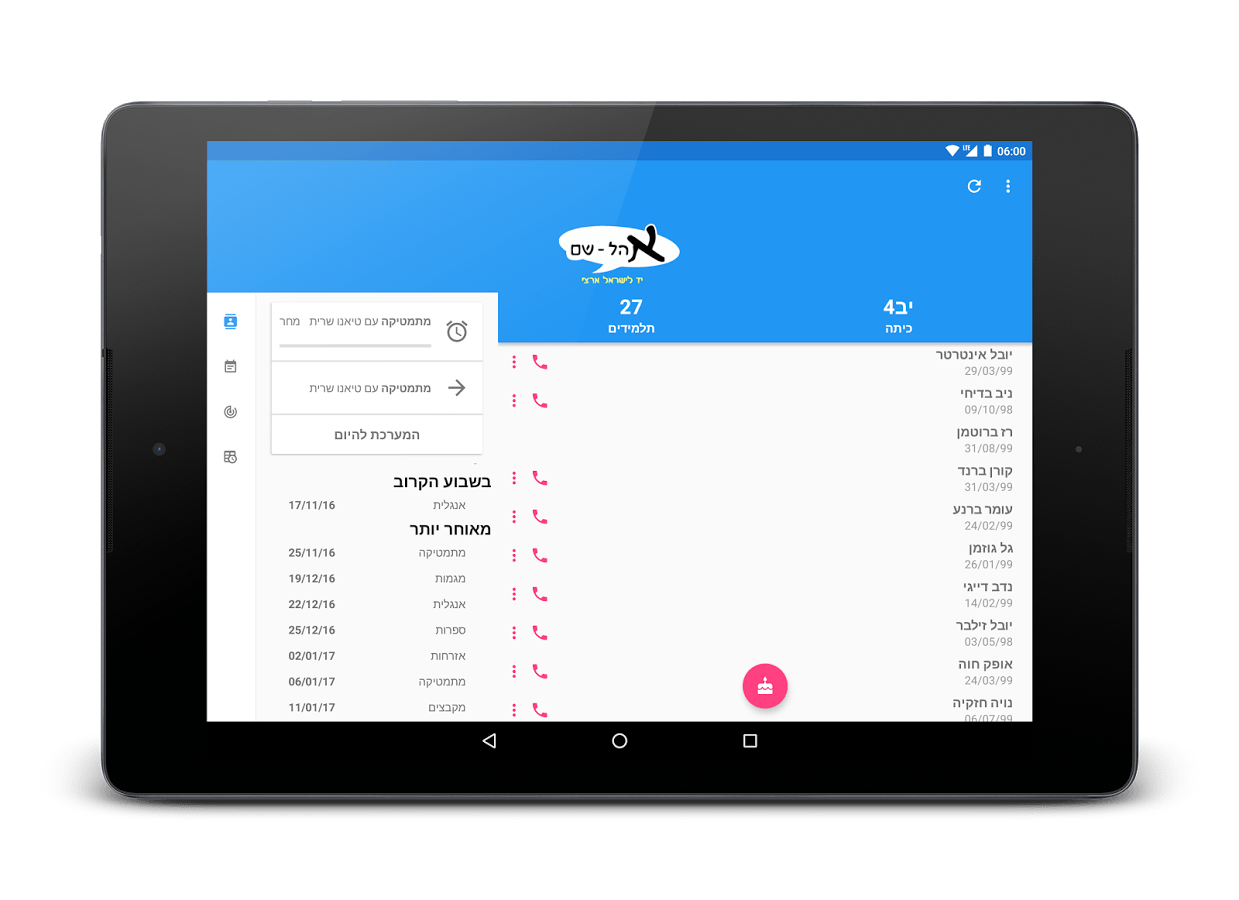 LTE 06:00
אהל - שם
יד לישראל ארצי
יב4
כיתה
27
תלמידים
מתמטיקה עם טיאנו שרית מחר
מתמטיקה עם טיאנו שרית
המערכת להיום
בשבוע הקרוב
אנגלית 17/11/16
מאוחר יותר
מתמטיקה 25/11/16
מגמות 19/12/16
אנגלית 22/12/16
ספרות 25/12/16
אזרחות 02/01/17
מתמטיקה 06/01/17
מקבצים 11/01/17
יובל אינטרטר
29/03/99
ניב בדיחי
09/10/98
רז ברוטמן
31/08/99
קורן ברנד
31/03/99
עומר ברנע
24/02/99
גל גוזמן
26/01/99
נדב דייגי
14/02/99
יובל זילבר
03/05/98
אופק חוה
24/03/99
נויה חזקיה
06/07/99